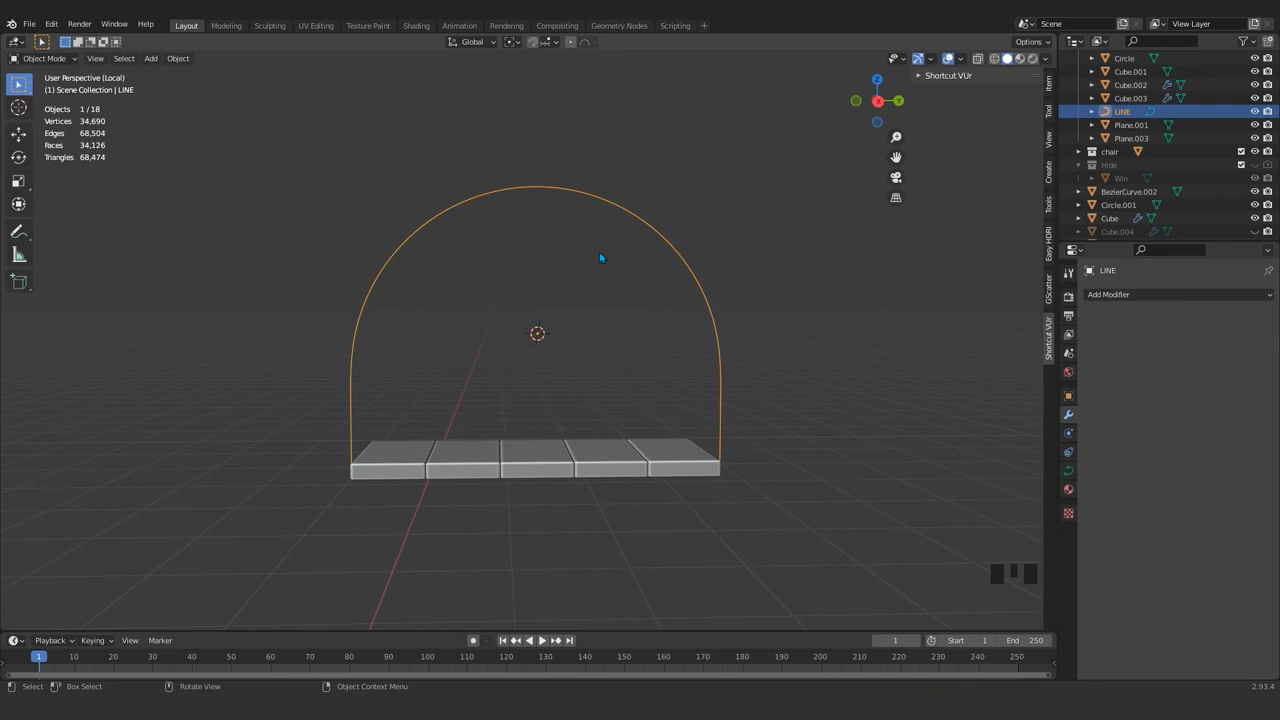 File Edit Render Window Help Layout Modeling Sculpting UV Editing Texture Paint Shading Animation Rendering Compositing Geometry Nodes Scripting + Scene View Layer
Global Options
Object Mode View Select Add Object
User Perspective (Local)
(1) Scene Collection | LINE
Objects 1 / 18
Vertices 34,690
Edges 68,504
Faces 34,126
Triangles 68,474
Shortcut VUr
Z
X
Y
Item
Tool
View
Create
Tools
Easy HDRI
GScatter
Shortcut VUr
Circle
Cube.001
Cube.002
Cube.003
LINE
Plane.001
Plane.003
chair
Hide
Win
BezierCurve.002
Circle.001
Cube
Cube.004
LINE
Add Modifier
Playback Keying View Marker 1 Start 1 End 250
1 10 20 30 40 50 60 70 80 90 100 110 120 130 140 150 160 170 180 190 200 210 220 230 240 250
Select Box Select Rotate View Object Context Menu 2.93.4